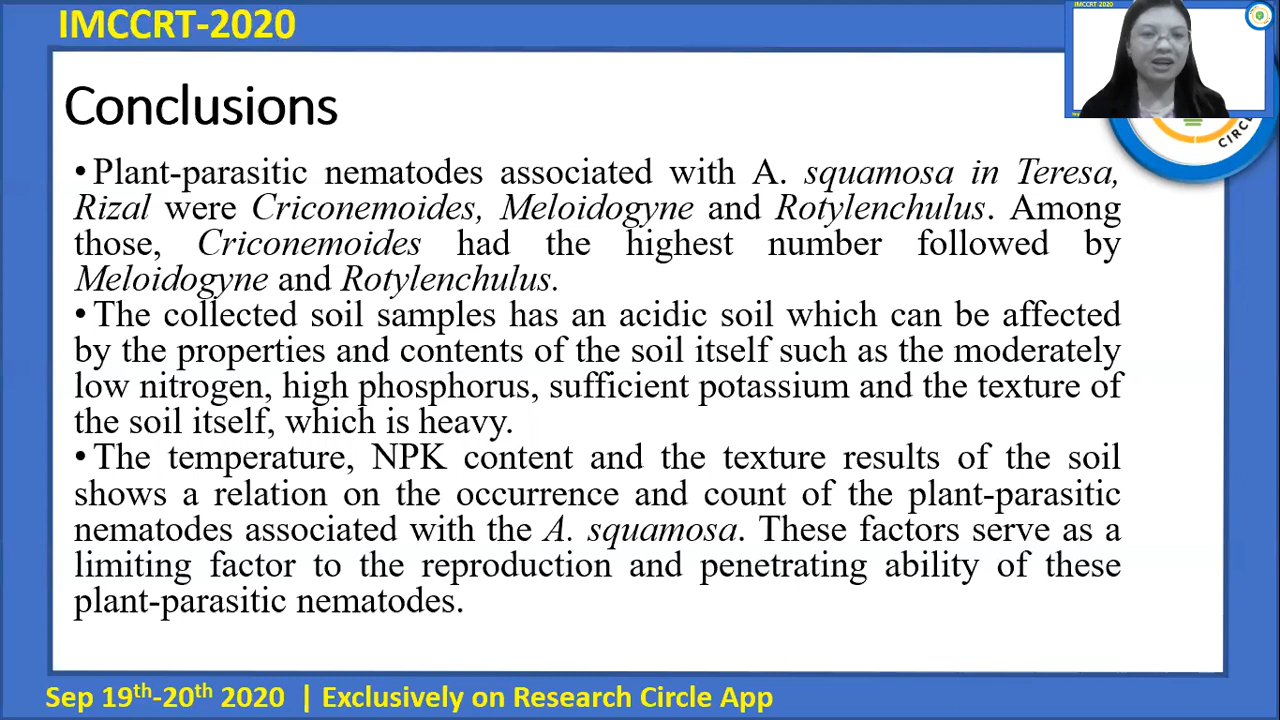 IMCCRT-2020
IMCCRT 2020
Conclusions
CIRCLE
•Plant-parasitic nematodes associated with A. squamosa in Teresa,
Rizal were Criconemoides, Meloidogyne and Rotylenchulus. Among
those, Criconemoides had the highest number followed by
Meloidogyne and Rotylenchulus.
•The collected soil samples has an acidic soil which can be affected
by the properties and contents of the soil itself such as the moderately
low nitrogen, high phosphorus, sufficient potassium and the texture of
the soil itself, which is heavy.
•The temperature, NPK content and the texture results of the soil
shows a relation on the occurrence and count of the plant-parasitic
nematodes associated with the A. squamosa. These factors serve as a
limiting factor to the reproduction and penetrating ability of these
plant-parasitic nematodes.
Sep 19th-20th 2020 | Exclusively on Research Circle App